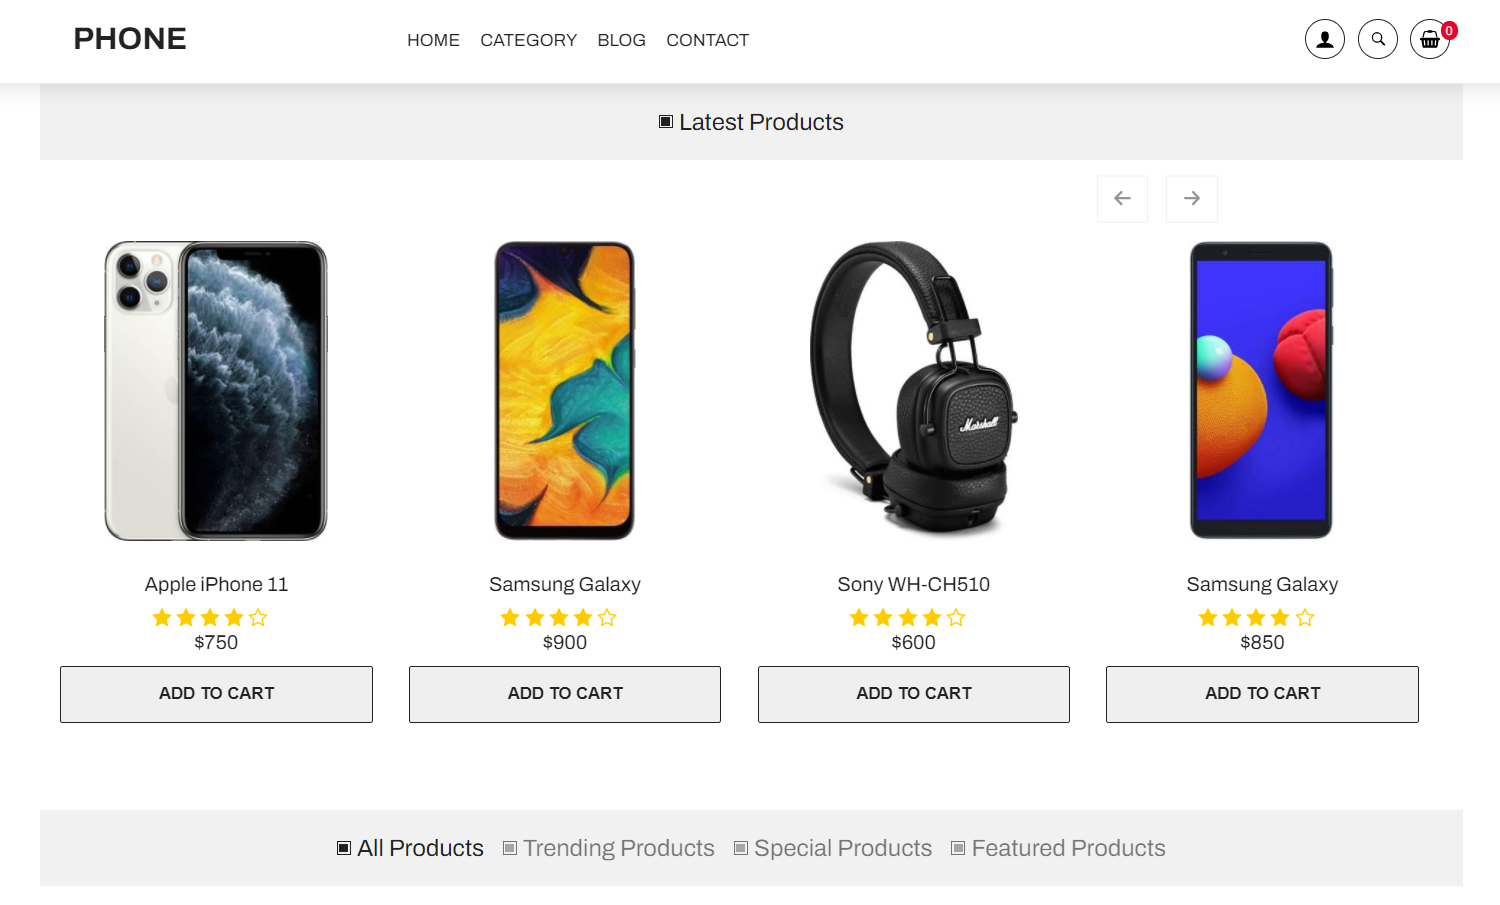 PHONE
HOME CATEGORY BLOG CONTACT
0
Latest Products
Marshall
Apple iPhone 11
$750
ADD TO CART
Samsung Galaxy
$900
ADD TO CART
Sony WH-CH510
$600
ADD TO CART
Samsung Galaxy
$850
ADD TO CART
All Products Trending Products Special Products Featured Products